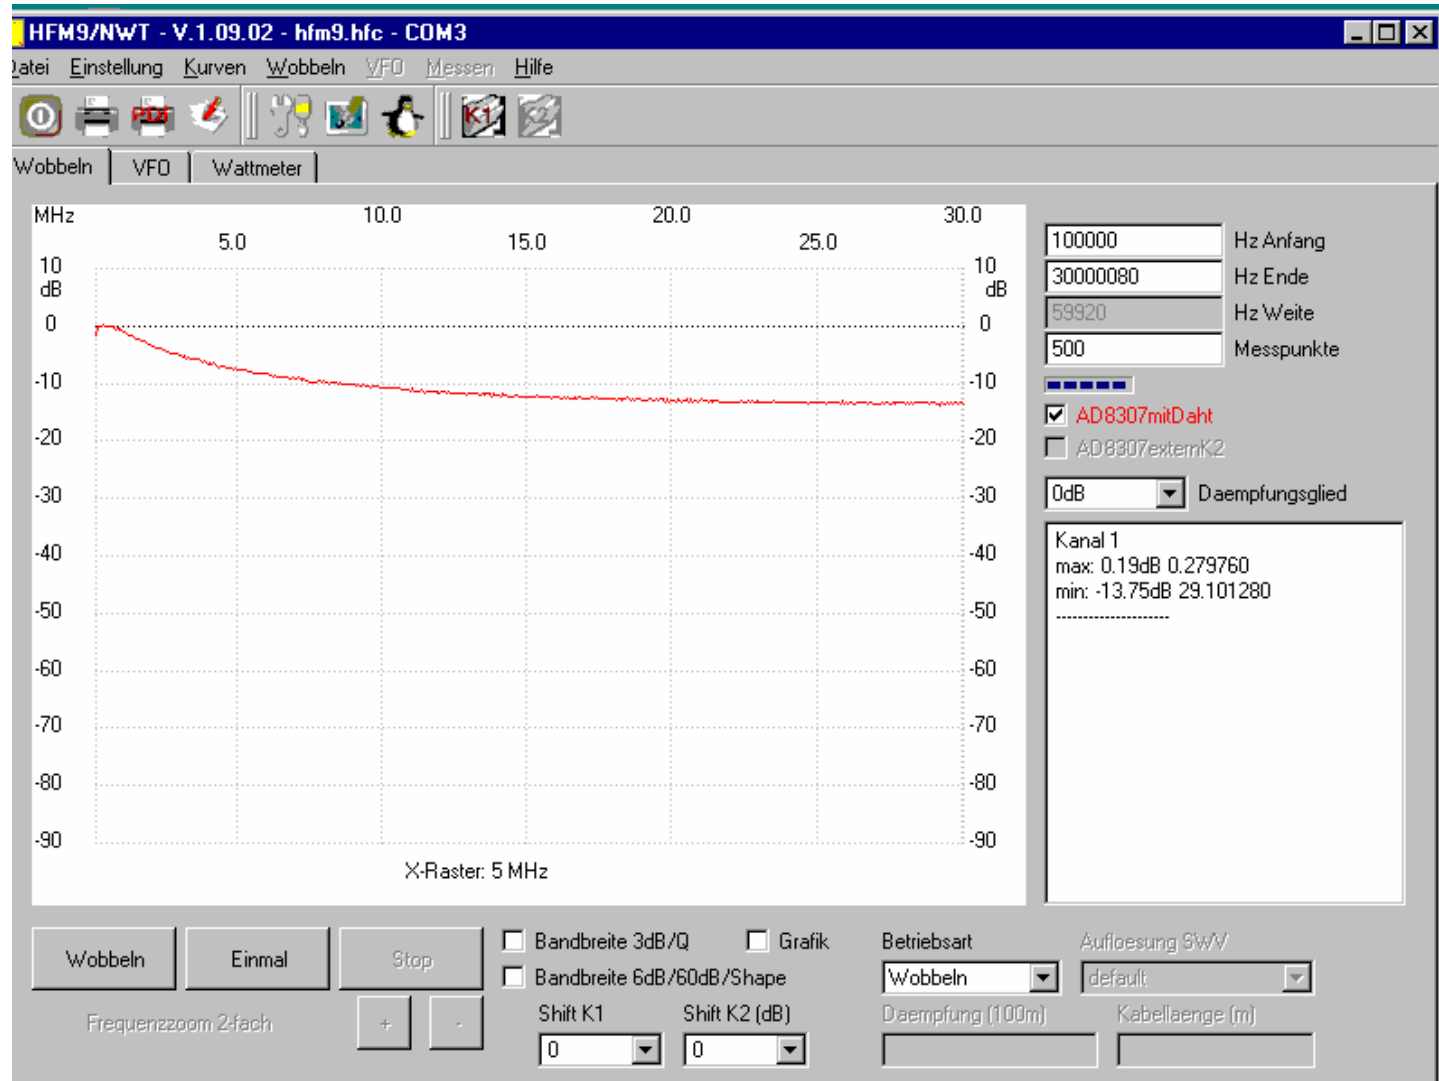 HFM9/NWT - V.1.09.02 - hfm9.hfc - COM3
Datei Einstellung Kurven Wobbeln VFO Messen Hilfe
PDF K1 K2
Wobbeln VFO Wattmeter
MHz 10.0 20.0 30.0
5.0 15.0 25.0
10 10
dB dB
0 0
-10 -10
-20 -20
-30 -30
-40 -40
-50 -50
-60 -60
-70 -70
-80 -80
-90 -90
X-Raster: 5 MHz
100000 Hz Anfang
30000080 Hz Ende
59920 Hz Weite
500 Messpunkte
AD8307mitDaht
AD8307externK2
0dB Daempfungsglied
Kanal 1
max: 0.19dB 0.279760
min: -13.75dB 29.101280
---------------------
Wobbeln Einmal Stop
Frequenzzoom 2-fach + -
Bandbreite 3dB/Q Grafik
Bandbreite 6dB/60dB/Shape
Shift K1 Shift K2 (dB)
0 0
Betriebsart Aufloesung SWV
Wobbeln default
Daempfung (100m) Kabellaenge (m)